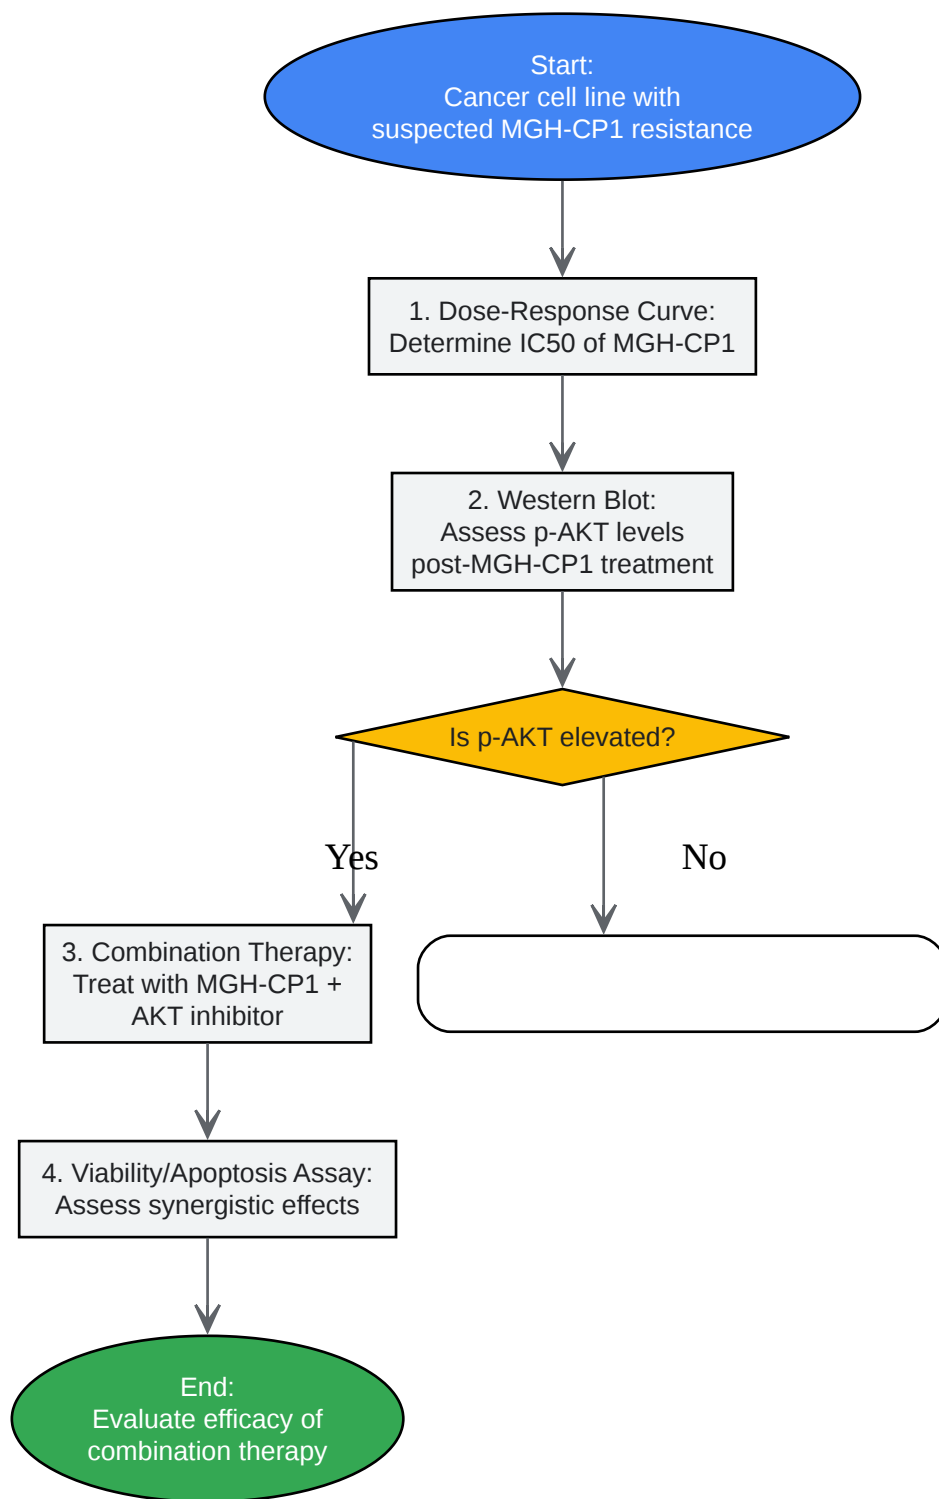 Start:
Cancer cell line with
suspected MGH-CP1 resistance
1. Dose-Response Curve:
Determine IC50 of MGH-CP1
2. Western Blot:
Assess p-AKT levels
post-MGH-CP1 treatment
Is p-AKT elevated?
Yes
No
3. Combination Therapy:
Treat with MGH-CP1 +
AKT inhibitor
4. Viability/Apoptosis Assay:
Assess synergistic effects
End:
Evaluate efficacy of
combination therapy